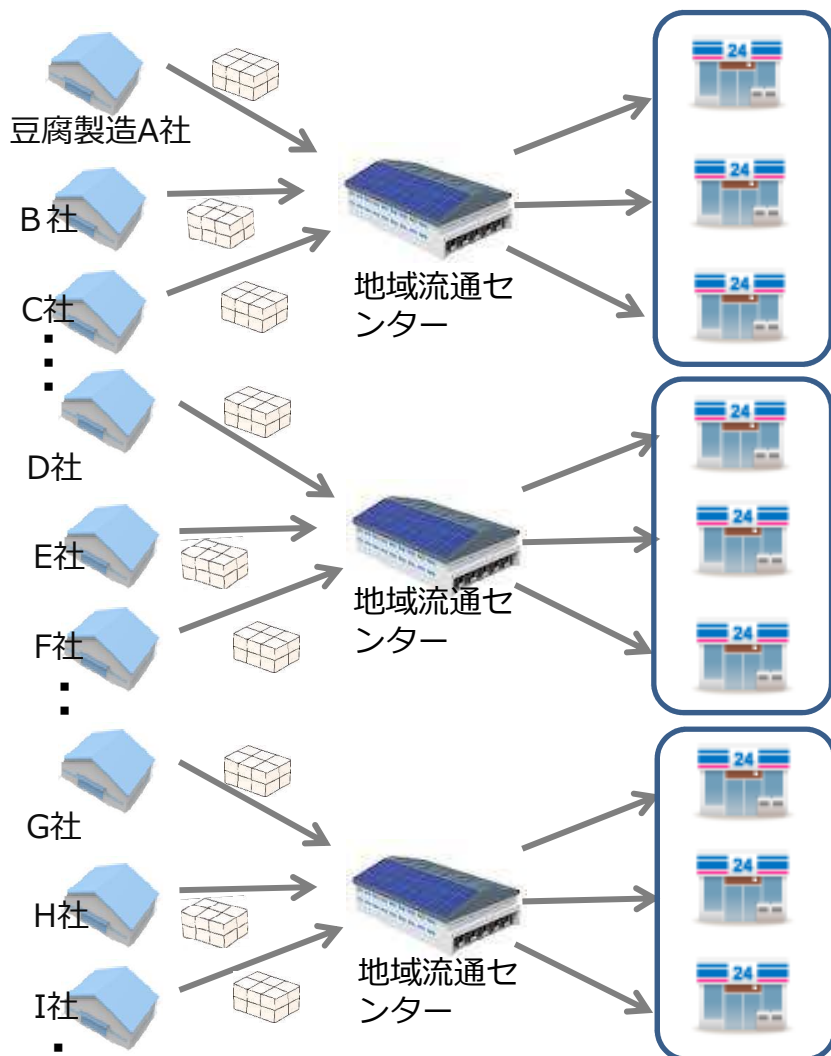 24
豆腐製造A社
24
B社
地域流通セ
ンター
24
C社
24
D社
24
E社
地域流通セ
ンター
24
F社
24
G社
24
H社
地域流通セ
ンター
24
I社